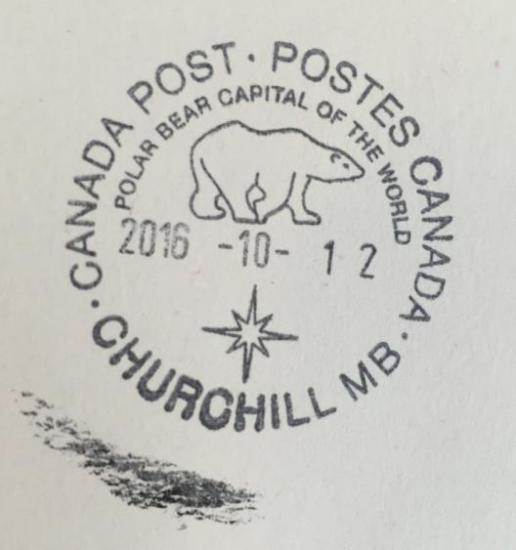 CANADA POST · POSTES CANADA ·
POLAR BEAR CAPITAL OF THE WORLD
2016 -10- 12
CHURCHILL MB ·